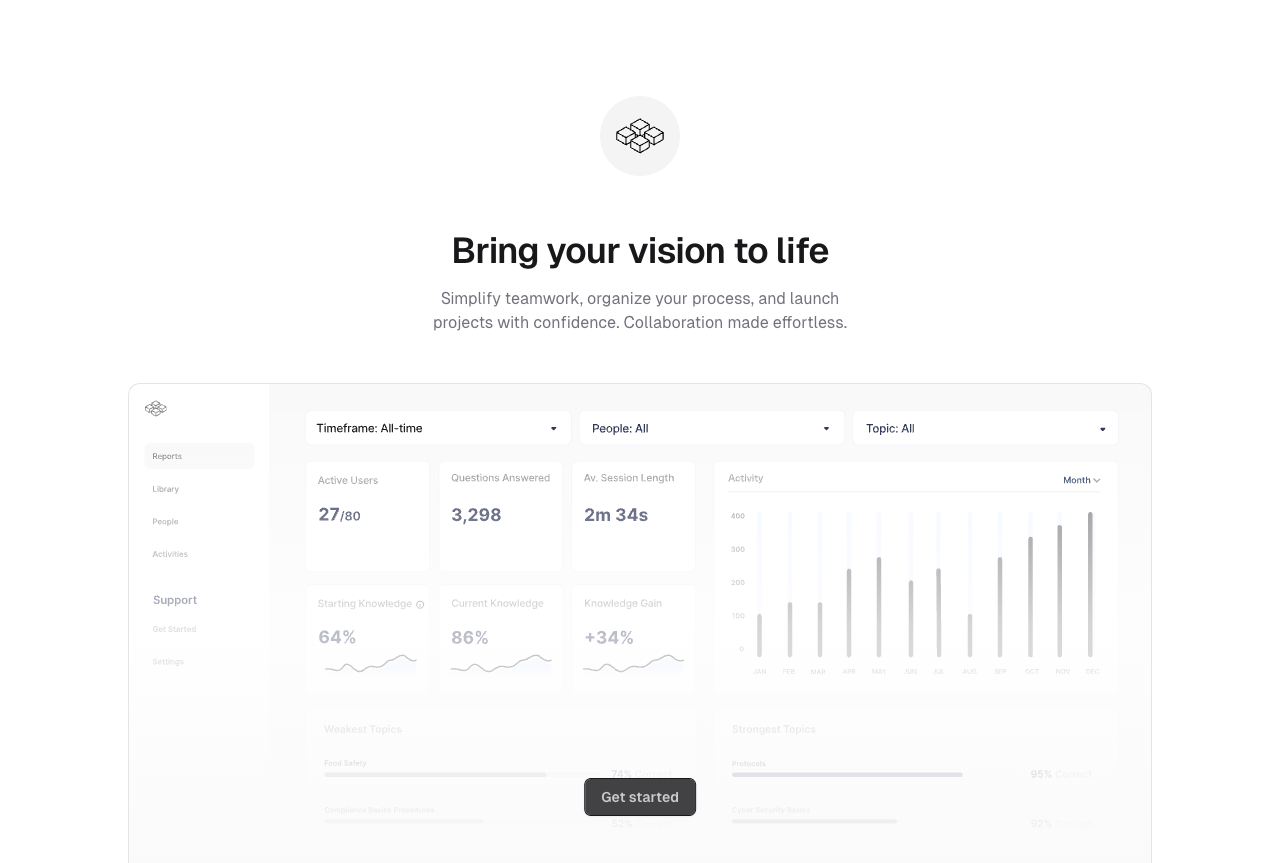 Bring your vision to life
Simplify teamwork, organize your process, and launch
projects with confidence. Collaboration made effortless.
Timeframe: All-time
People: All
Topic: All
Reports
Library
People
Activities
Support
Get Started
Settings
Active Users
27/80
Questions Answered
3,298
Av. Session Length
2m 34s
Starting Knowledge
64%
Current Knowledge
86%
Knowledge Gain
+34%
Activity
Month
400
300
200
100
0
JAN FEB MAR APR MAY JUN JUL AUG SEP OCT NOV DEC
Weakest Topics
Food Safety
74% Correct
Compliance Basics Procedures
52%
Strongest Topics
Protocols
95% Correct
Cyber Security Basics
92%
Get started